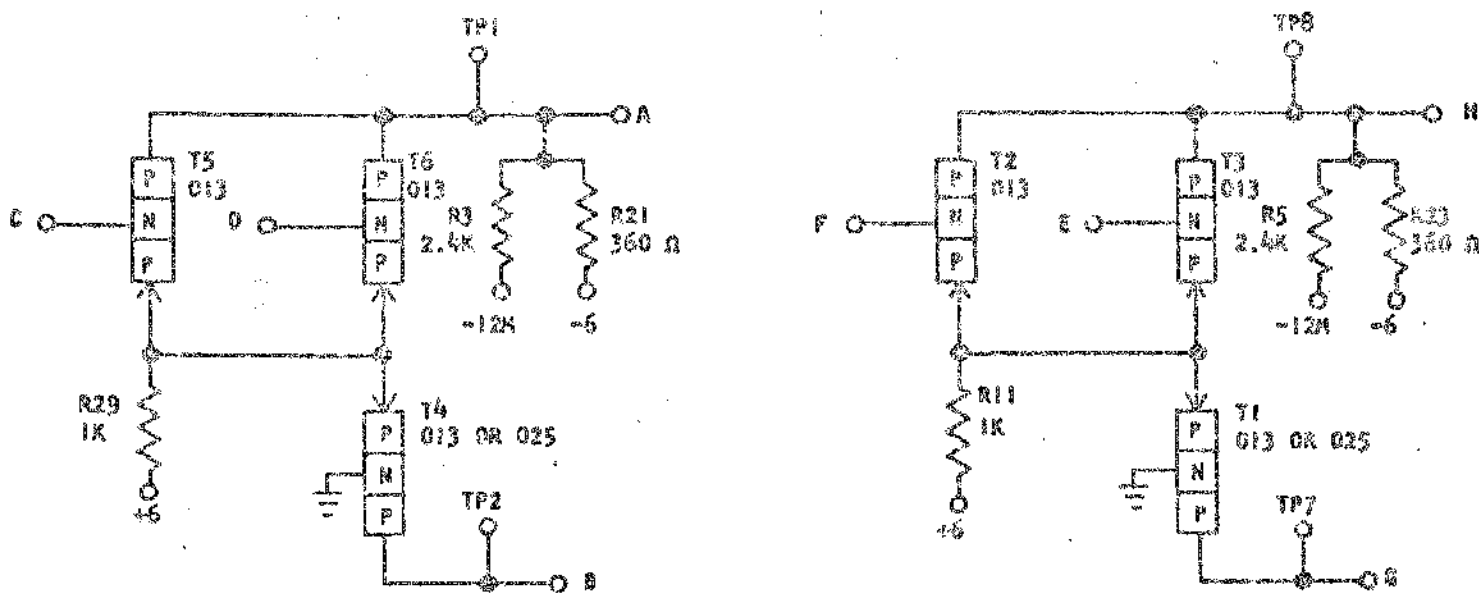 TP1
A
T5
013
P
N
P
C
T6
013
P
N
P
D
R3
2.4K
R21
360 Ω
-12M
-6
R29
1K
+6
T4
013 OR 025
P
N
P
TP2
B
TP8
H
T2
013
P
N
P
F
T3
013
P
N
P
E
R5
2.4K
360 Ω
-12M
-6
R11
1K
+6
T1
013 OR 025
P
N
P
TP7
G